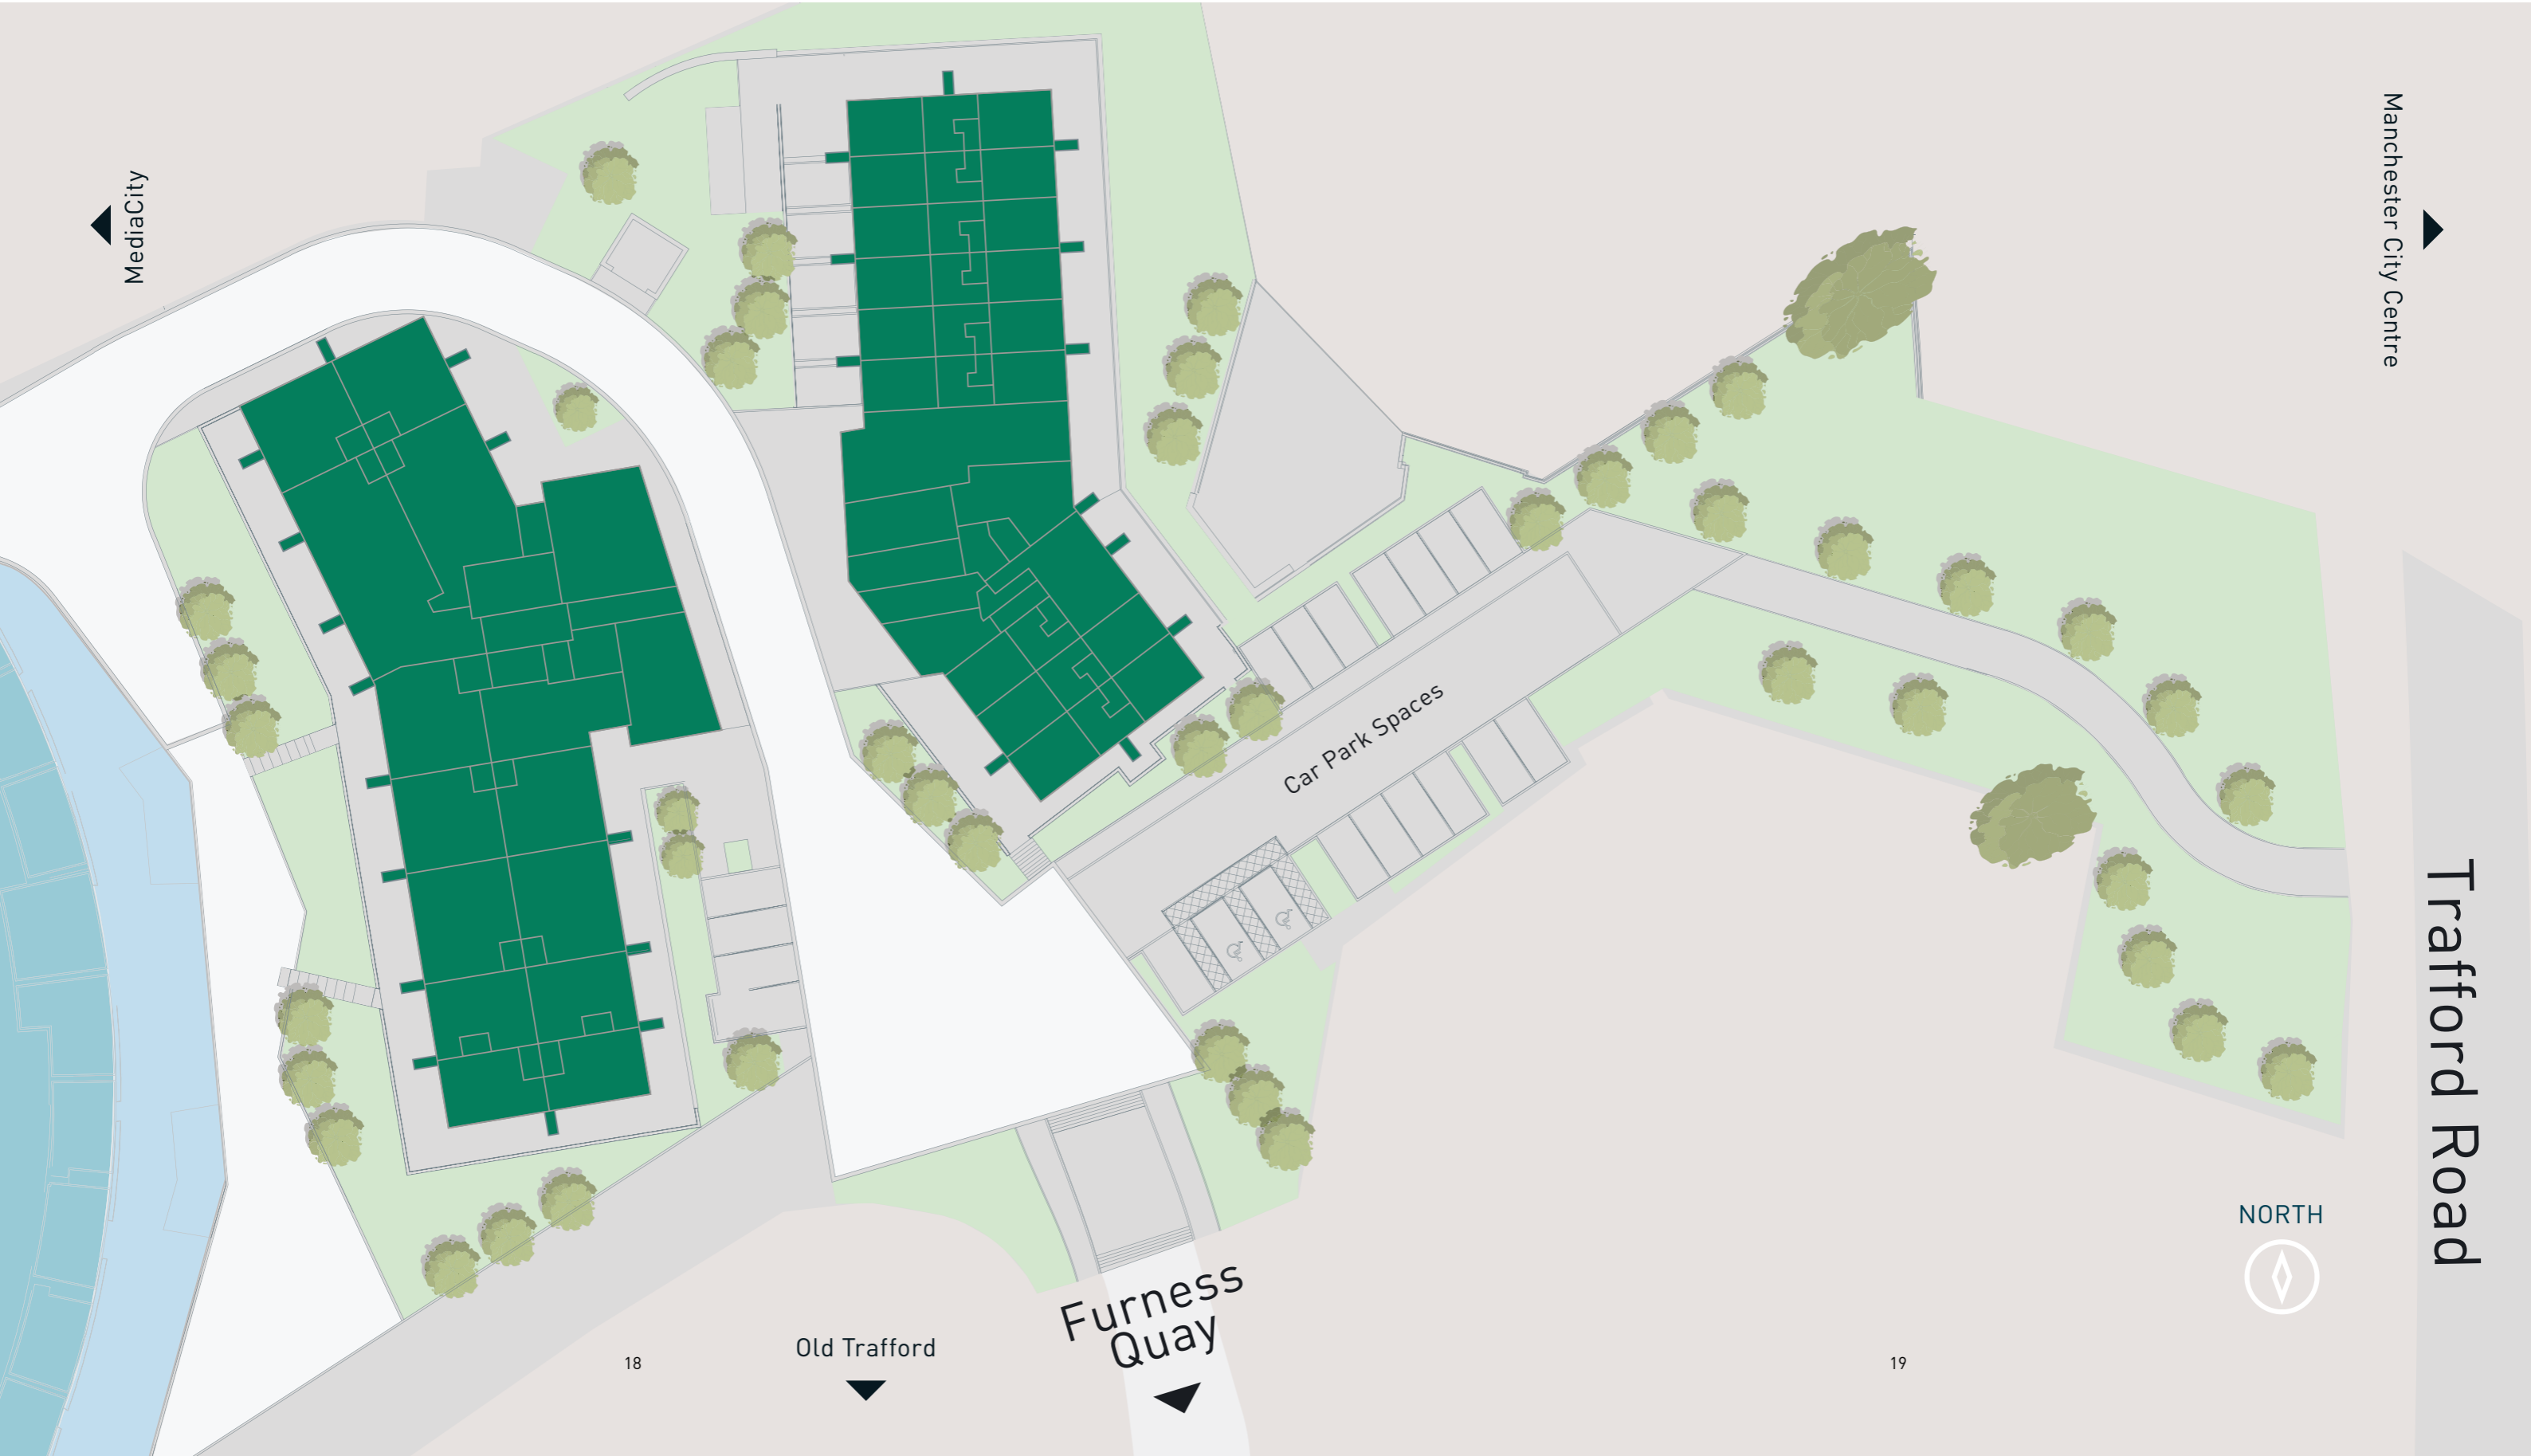 MediaCity
Manchester City Centre
Car Park Spaces
Trafford Road
NORTH
Furness
Quay
Old Trafford
18
19